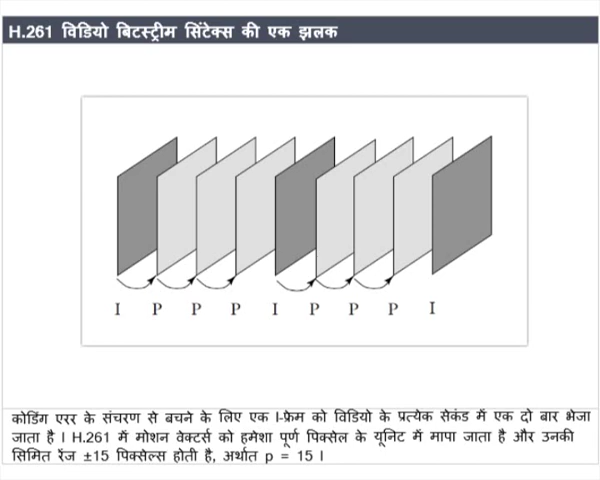 H.261 विडियो बिटस्ट्रीम सिंटेक्स की एक झलक
I P P P I P P P I
कोडिंग एरर के संचरण से बचने के लिए एक I-फ्रेम को विडियो के प्रत्येक सेकंड में एक दो बार भेजा
जाता है । H.261 में मोशन वेक्टर्स को हमेशा पूर्ण पिक्सेल के यूनिट में मापा जाता है और उनकी
सिमित रेंज ±15 पिक्सेल्स होती है, अर्थात p = 15 ।